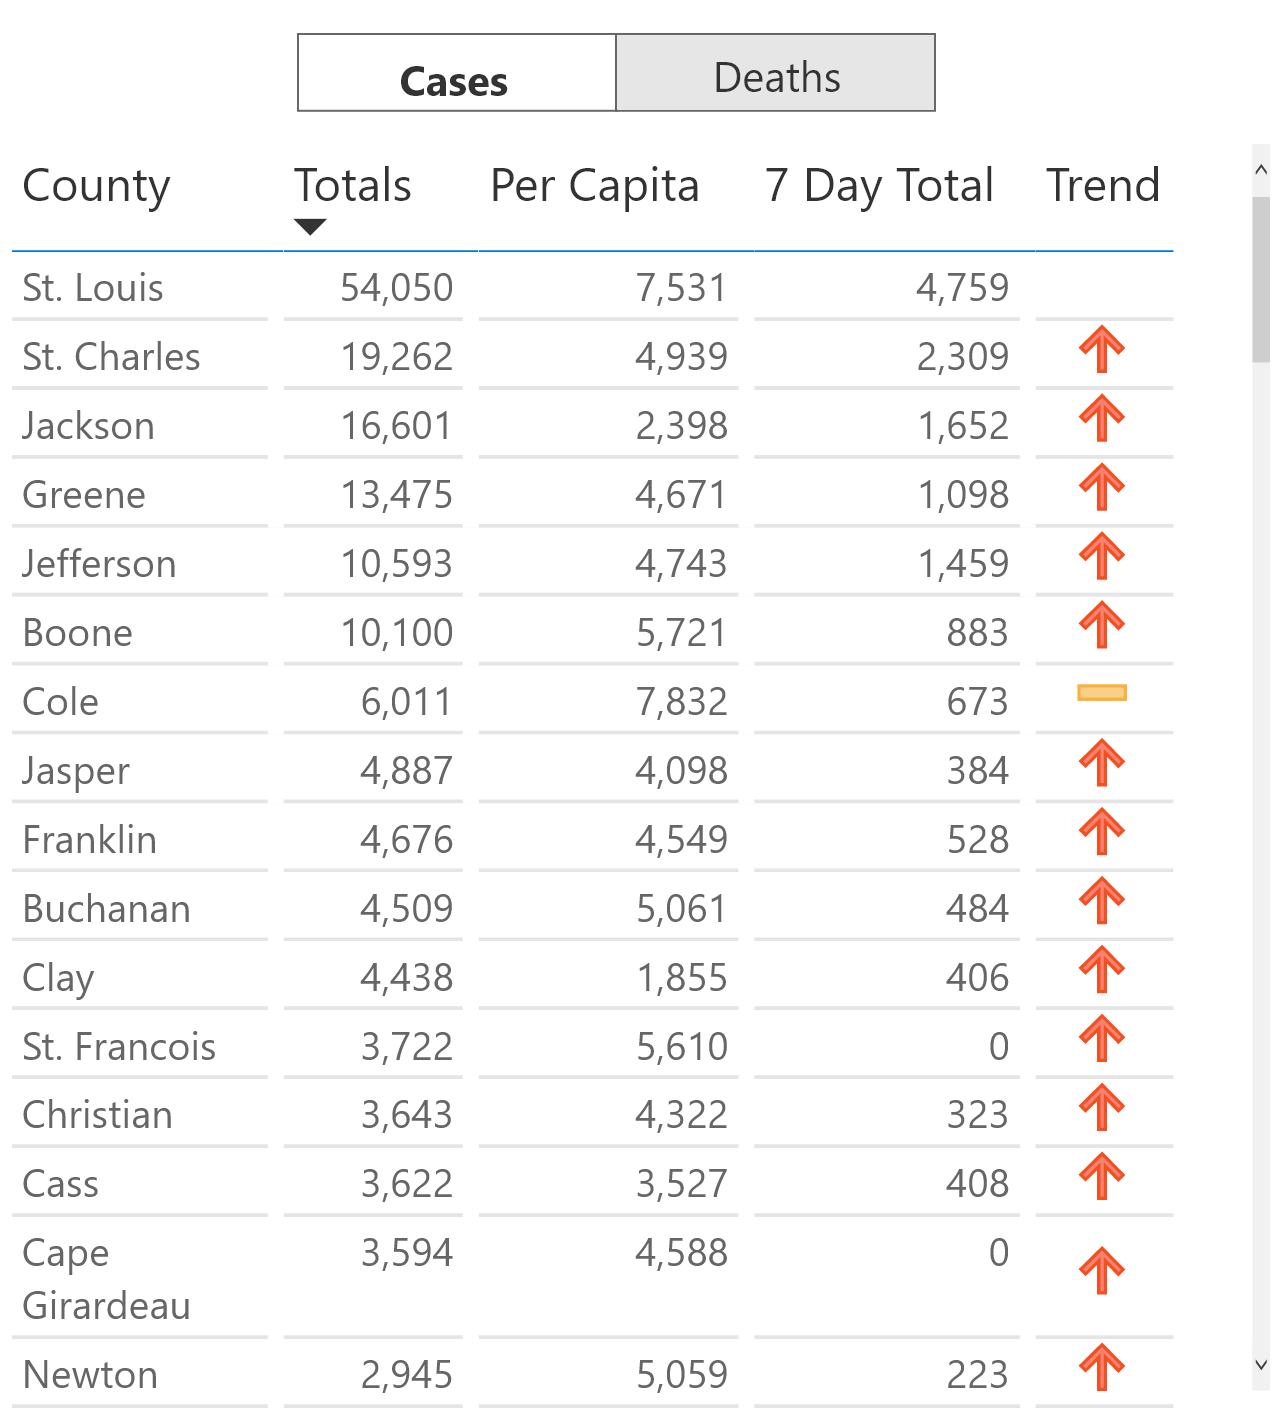 Cases Deaths
County Totals Per Capita 7 Day Total Trend
St. Louis 54,050 7,531 4,759
St. Charles 19,262 4,939 2,309
Jackson 16,601 2,398 1,652
Greene 13,475 4,671 1,098
Jefferson 10,593 4,743 1,459
Boone 10,100 5,721 883
Cole 6,011 7,832 673
Jasper 4,887 4,098 384
Franklin 4,676 4,549 528
Buchanan 4,509 5,061 484
Clay 4,438 1,855 406
St. Francois 3,722 5,610 0
Christian 3,643 4,322 323
Cass 3,622 3,527 408
Cape 3,594 4,588 0
Girardeau
Newton 2,945 5,059 223